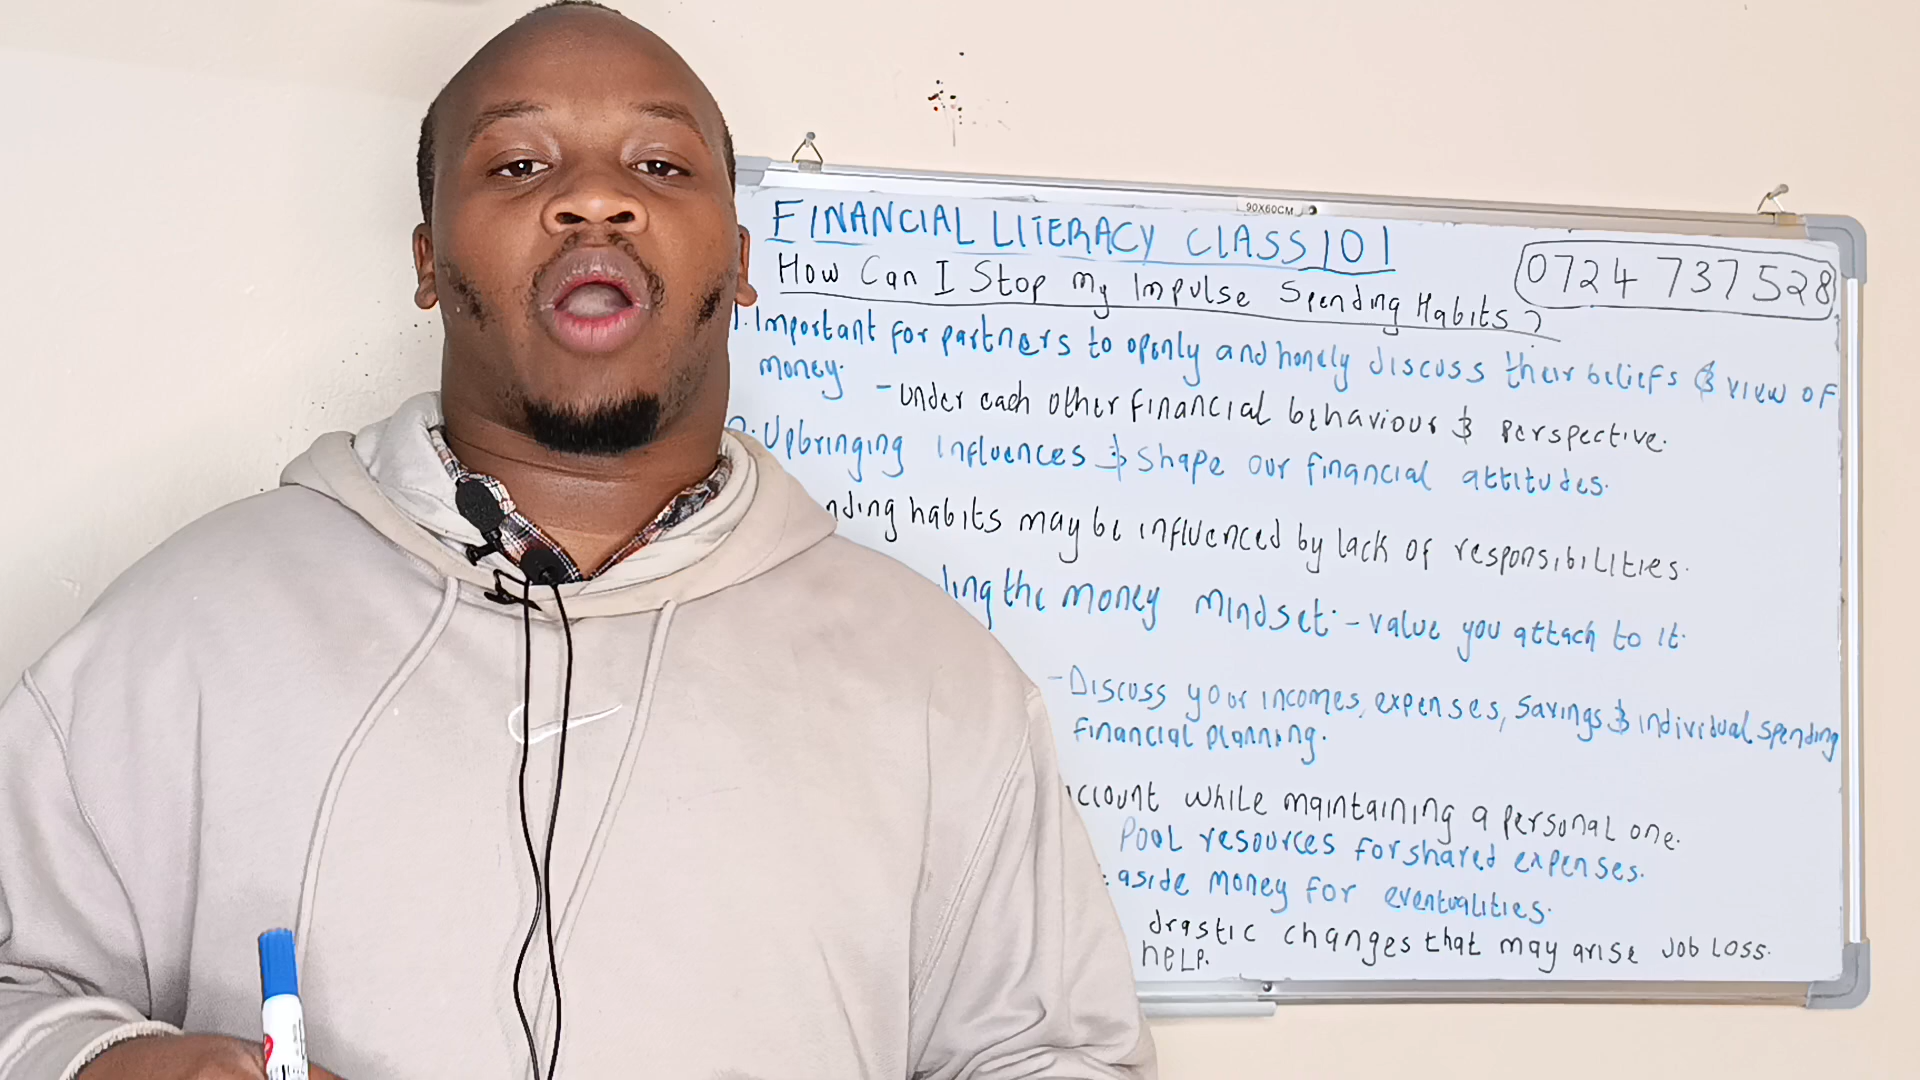 90X60CM
FINANCIAL LITERACY CLASS 101
0724 737 528
How Can I Stop my Impulse Spending Habits?
1. Important for partners to openly and honely discuss their beliefs & view of
money.
- under each other financial behaviour & perspective.
2. Upbringing influences & shape our financial attitudes.
nding habits may be influenced by lack of responsibilities.
ling the money mindset - value you attach to it.
- Discuss your incomes, expenses, savings & individual spending
financial planning.
ccount while maintaining a personal one.
Pool resources for shared expenses.
aside money for eventualities.
drastic changes that may arise job loss.
help.